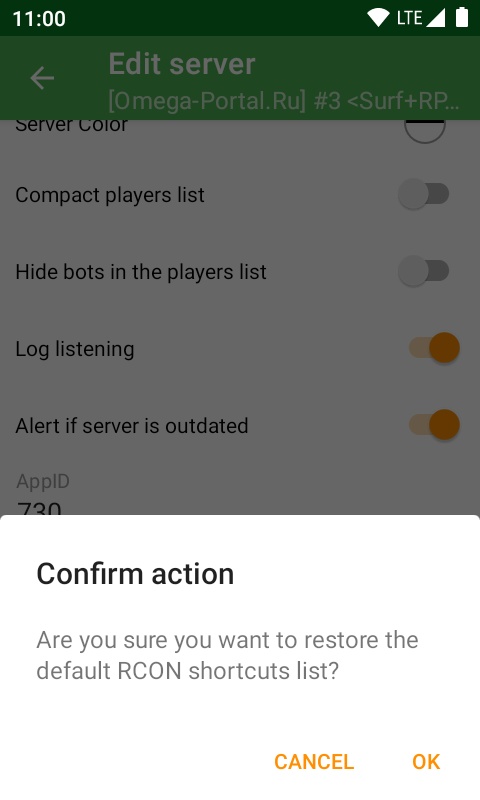 11:00
LTE
Edit server
[Omega-Portal.Ru] #3 <Surf+RP...
Server Color
Compact players list
Hide bots in the players list
Log listening
Alert if server is outdated
AppID
730
Confirm action
Are you sure you want to restore the
default RCON shortcuts list?
CANCEL
OK